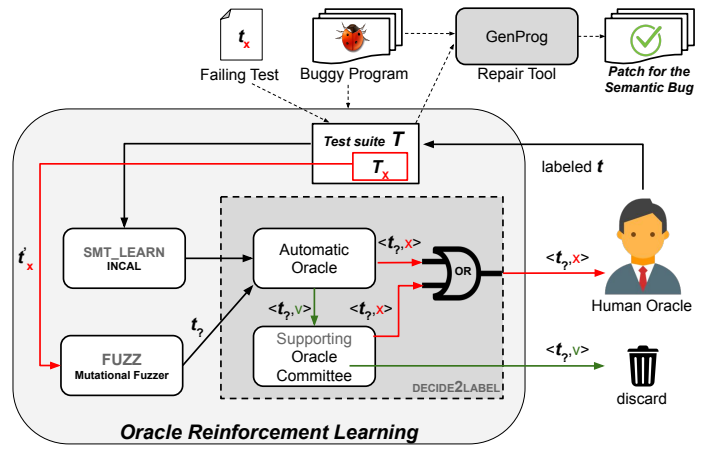 tx
Failing Test
Buggy Program
GenProg
Repair Tool
Patch for the
Semantic Bug
Test suite T
Tx
labeled t
t'x
SMT_LEARN
INCAL
Automatic
Oracle
<t?,x>
OR
<t?,x>
Human Oracle
t?
<t?,v>
<t?,x>
FUZZ
Mutational Fuzzer
Supporting
Oracle
Committee
<t?,v>
DECIDE2LABEL
discard
Oracle Reinforcement Learning